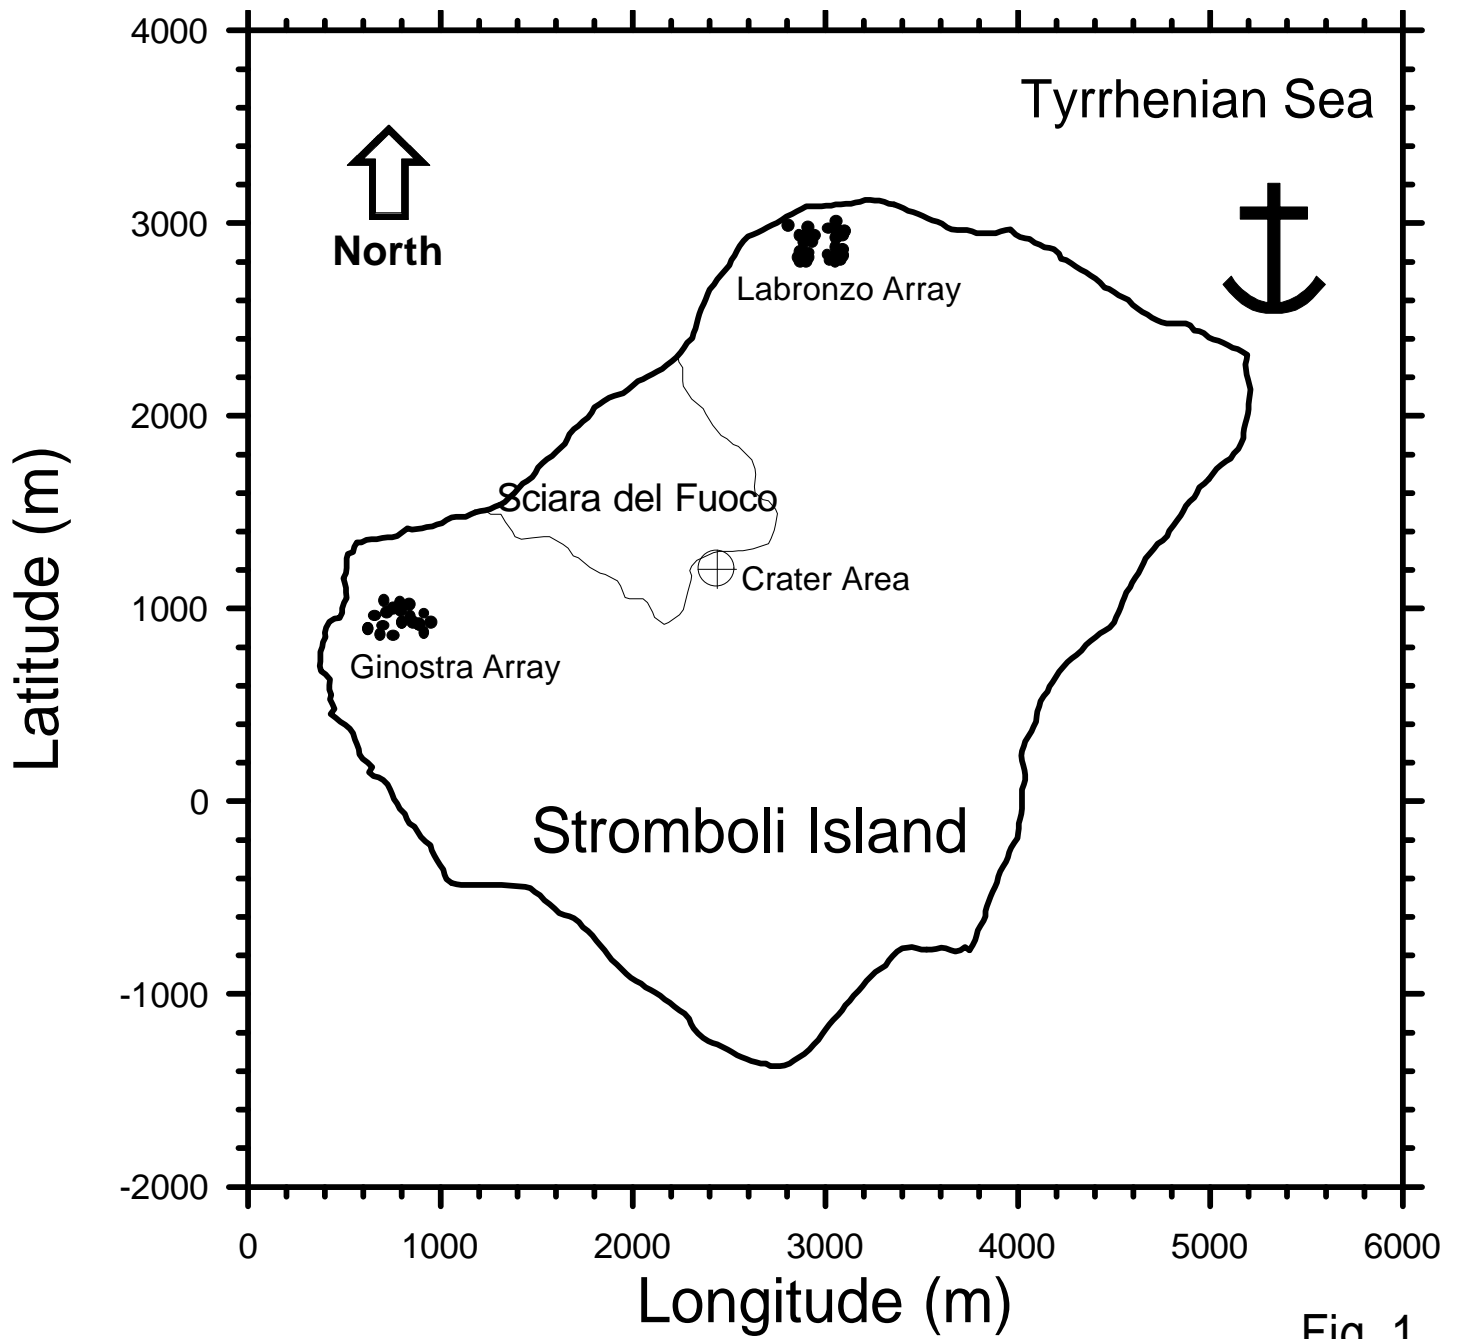 4000
Tyrrhenian Sea
North
3000
Labronzo Array
2000
Sciara del Fuoco
Crater Area
1000
Ginostra Array
Latitude (m)
0
Stromboli Island
-1000
-2000
0 1000 2000 3000 4000 5000 6000
Longitude (m)
Fig. 1